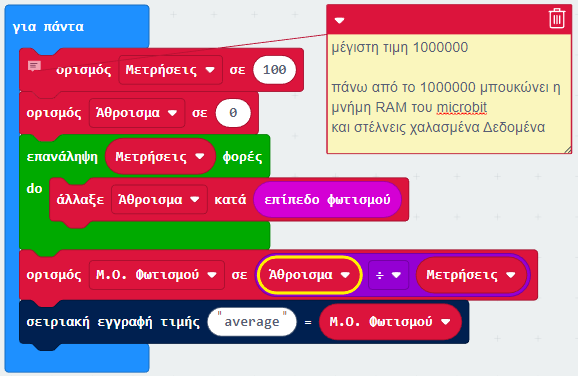 για πάντα
ορισμός Μετρήσεις σε 100
ορισμός Άθροισμα σε 0
επανάληψη Μετρήσεις φορές
do
άλλαξε Άθροισμα κατά επίπεδο φωτισμού
ορισμός Μ.Ο. Φωτισμού σε Άθροισμα ÷ Μετρήσεις
σειριακή εγγραφή τιμής "average" = Μ.Ο. Φωτισμού
μέγιστη τιμη 1000000
πάνω από το 1000000 μπουκώνει η
μνήμη RAM του microbit
και στέλνεις χαλασμένα Δεδομένα